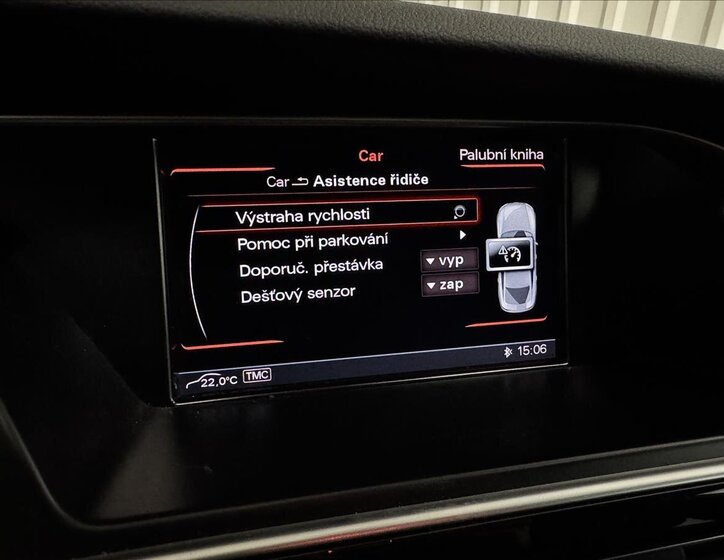 Car
Palubní kniha
Car Asistence řidiče
Výstraha rychlosti
Pomoc při parkování
Doporuč. přestávka vyp
Dešťový senzor zap
22,0°C TMC
15:06